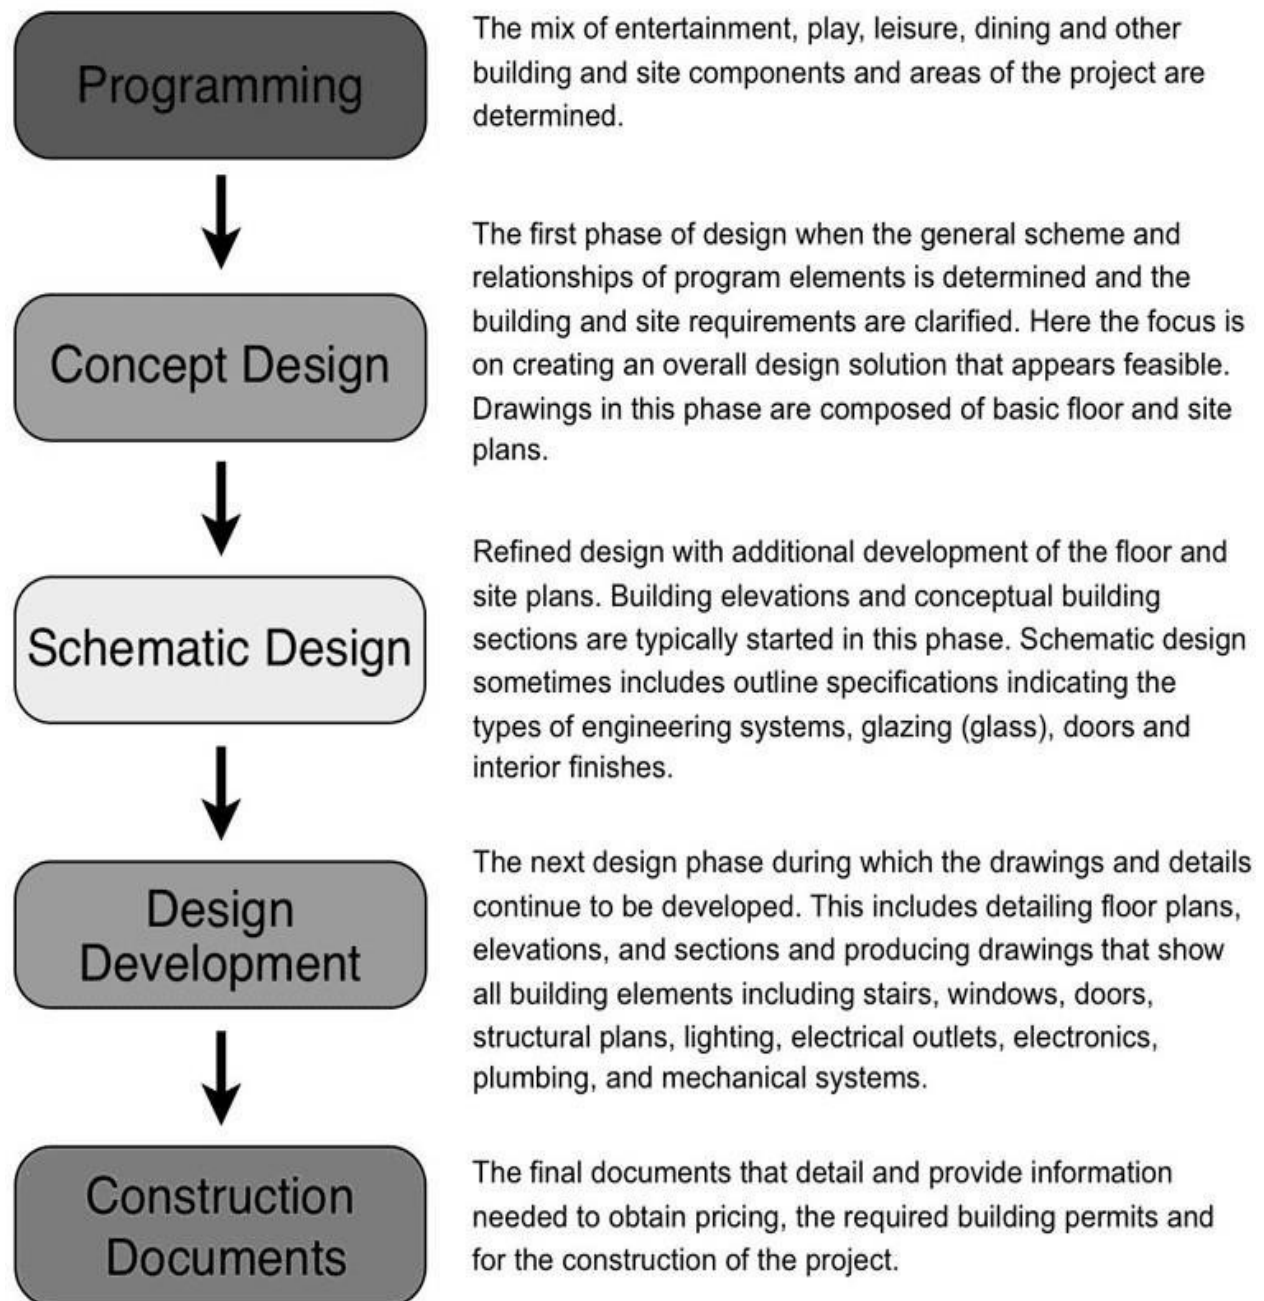 Programming
The mix of entertainment, play, leisure, dining and other
building and site components and areas of the project are
determined.
Concept Design
The first phase of design when the general scheme and
relationships of program elements is determined and the
building and site requirements are clarified. Here the focus is
on creating an overall design solution that appears feasible.
Drawings in this phase are composed of basic floor and site
plans.
Schematic Design
Refined design with additional development of the floor and
site plans. Building elevations and conceptual building
sections are typically started in this phase. Schematic design
sometimes includes outline specifications indicating the
types of engineering systems, glazing (glass), doors and
interior finishes.
Design
Development
The next design phase during which the drawings and details
continue to be developed. This includes detailing floor plans,
elevations, and sections and producing drawings that show
all building elements including stairs, windows, doors,
structural plans, lighting, electrical outlets, electronics,
plumbing, and mechanical systems.
Construction
Documents
The final documents that detail and provide information
needed to obtain pricing, the required building permits and
for the construction of the project.